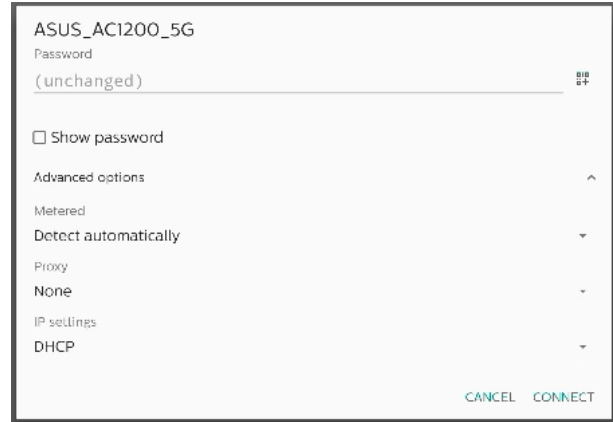 ASUS_AC1200_5G
Password
(unchanged)
Show password
Advanced options
Metered
Detect automatically
Proxy
None
IP settings
DHCP
CANCEL CONNECT